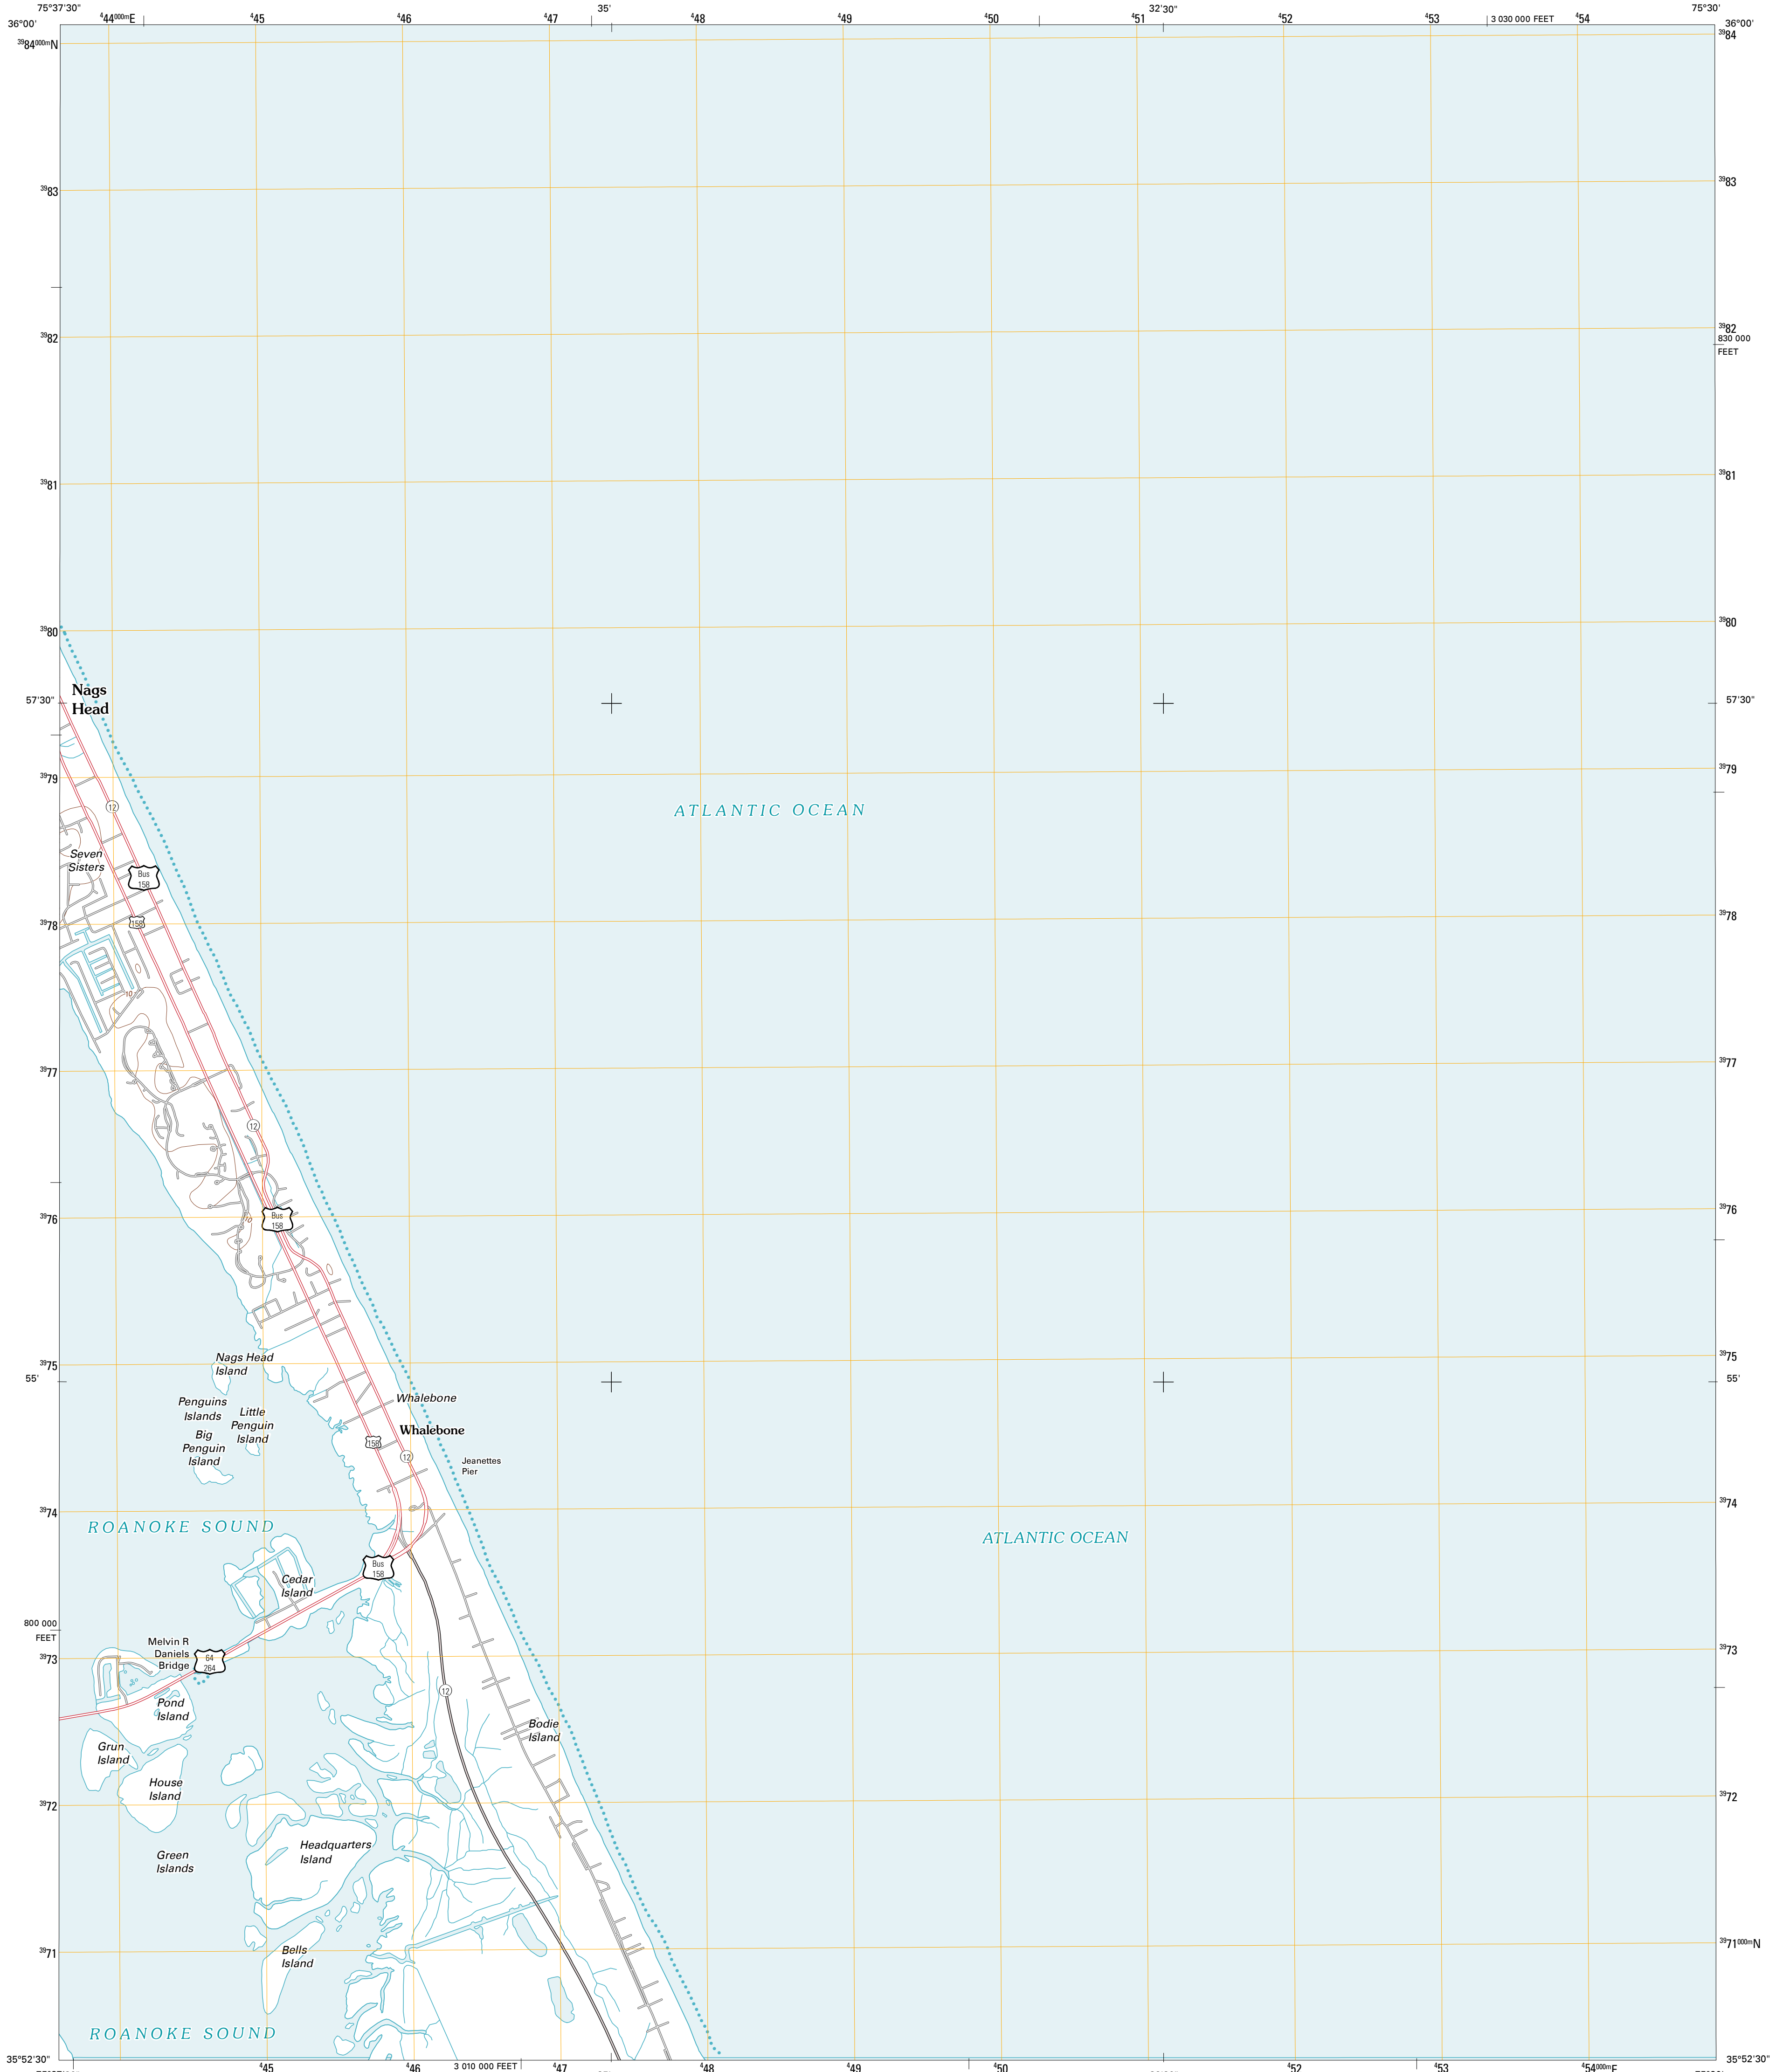 75°37'30"
⁴44⁰⁰⁰ᵐE
⁴45
⁴46
⁴47
35'
⁴48
⁴49
⁴50
⁴51
32'30"
⁴52
⁴53
3 030 000 FEET
⁴54
75°30'
36°00'
36°00'
³⁹84⁰⁰⁰ᵐN
³⁹84
³⁹83
³⁹83
³⁹82
³⁹82
830 000
FEET
³⁹81
³⁹81
³⁹80
³⁹80
Nags
Head
57'30"
57'30"
³⁹79
³⁹79
12
ATLANTIC OCEAN
Seven
Sisters
Bus
158
158
³⁹78
³⁹78
10
³⁹77
³⁹77
12
10
Bus
158
³⁹76
³⁹76
Nags Head
Island
³⁹75
³⁹75
55'
55'
Whalebone
Penguins
Islands
Little
Penguin
Island
Big
Penguin
Island
Whalebone
158
12
Jeanettes
Pier
³⁹74
³⁹74
ROANOKE SOUND
ATLANTIC OCEAN
Bus
158
Cedar
Island
800 000
FEET
Melvin R
Daniels
Bridge
64
264
³⁹73
³⁹73
12
Pond
Island
Bodie
Island
Grun
Island
House
Island
³⁹72
³⁹72
Headquarters
Island
Green
Islands
³⁹71
³⁹71⁰⁰⁰ᵐN
Bells
Island
ROANOKE SOUND
35°52'30"
35°52'30"
⁴45
⁴46
3 010 000 FEET
⁴47
⁴48
⁴49
⁴50
⁴52
⁴53
⁴54⁰⁰⁰ᵐE